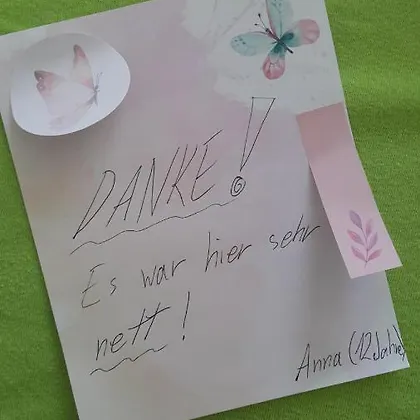 DANKE!
Es war hier sehr
nett!
Anna (12 Jahre)